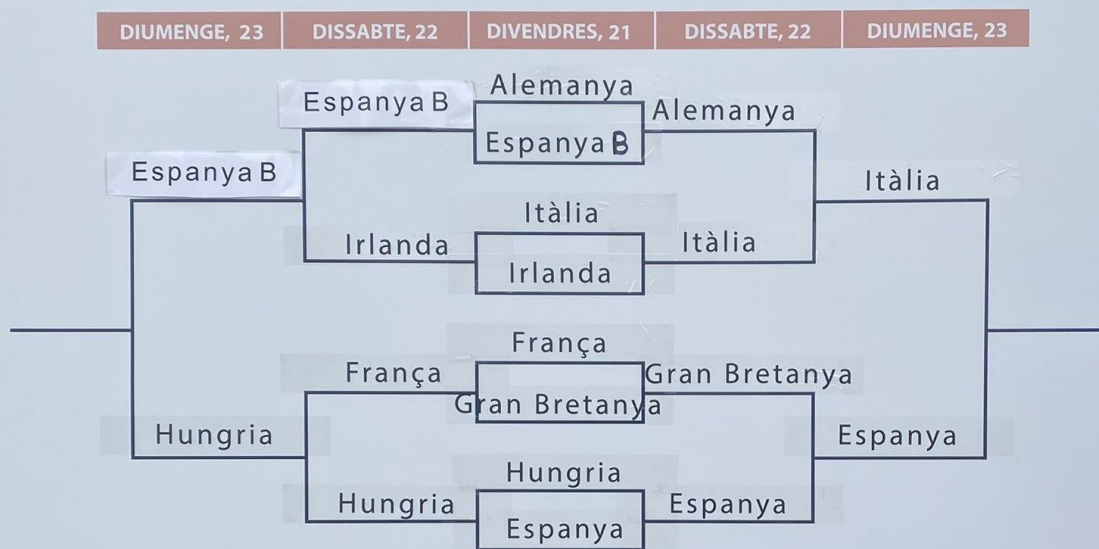 DIUMENGE, 23 DISSABTE, 22 DIVENDRES, 21 DISSABTE, 22 DIUMENGE, 23
Alemanya
Espanya B Alemanya
Espanya B
Espanya B Itàlia
Itàlia
Irlanda Itàlia
Irlanda
França
França Gran Bretanya
Gran Bretanya
Hungria Espanya
Hungria
Hungria Espanya
Espanya